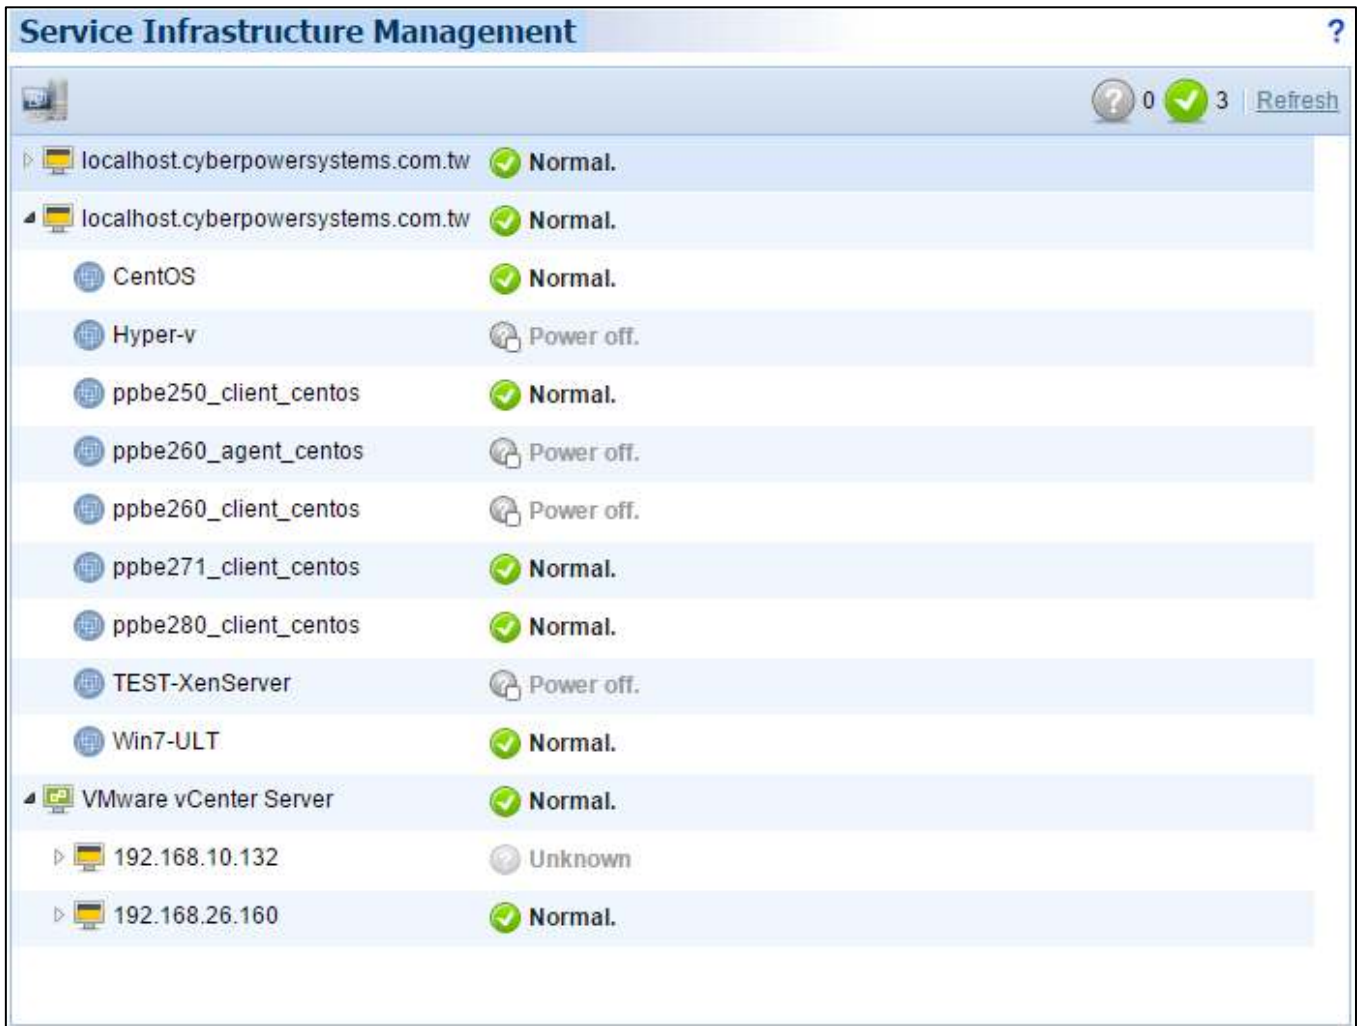 Service Infrastructure Management ?
0 3 Refresh
localhost.cyberpowersystems.com.tw Normal.
localhost.cyberpowersystems.com.tw Normal.
CentOS Normal.
Hyper-v Power off.
ppbe250_client_centos Normal.
ppbe260_agent_centos Power off.
ppbe260_client_centos Power off.
ppbe271_client_centos Normal.
ppbe280_client_centos Normal.
TEST-XenServer Power off.
Win7-ULT Normal.
VMware vCenter Server Normal.
192.168.10.132 Unknown
192.168.26.160 Normal.